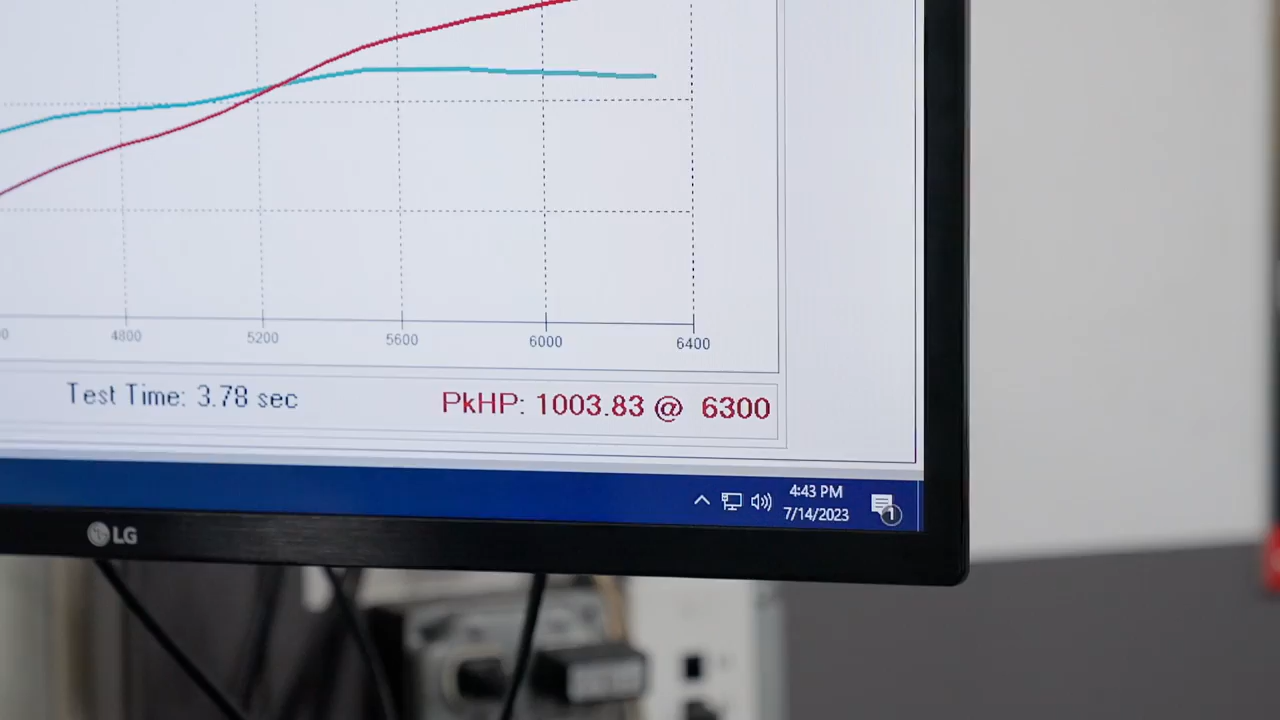 4800 5200 5600 6000 6400
Test Time: 3.78 sec
PkHP: 1003.83 @ 6300
4:43 PM
7/14/2023
1
LG